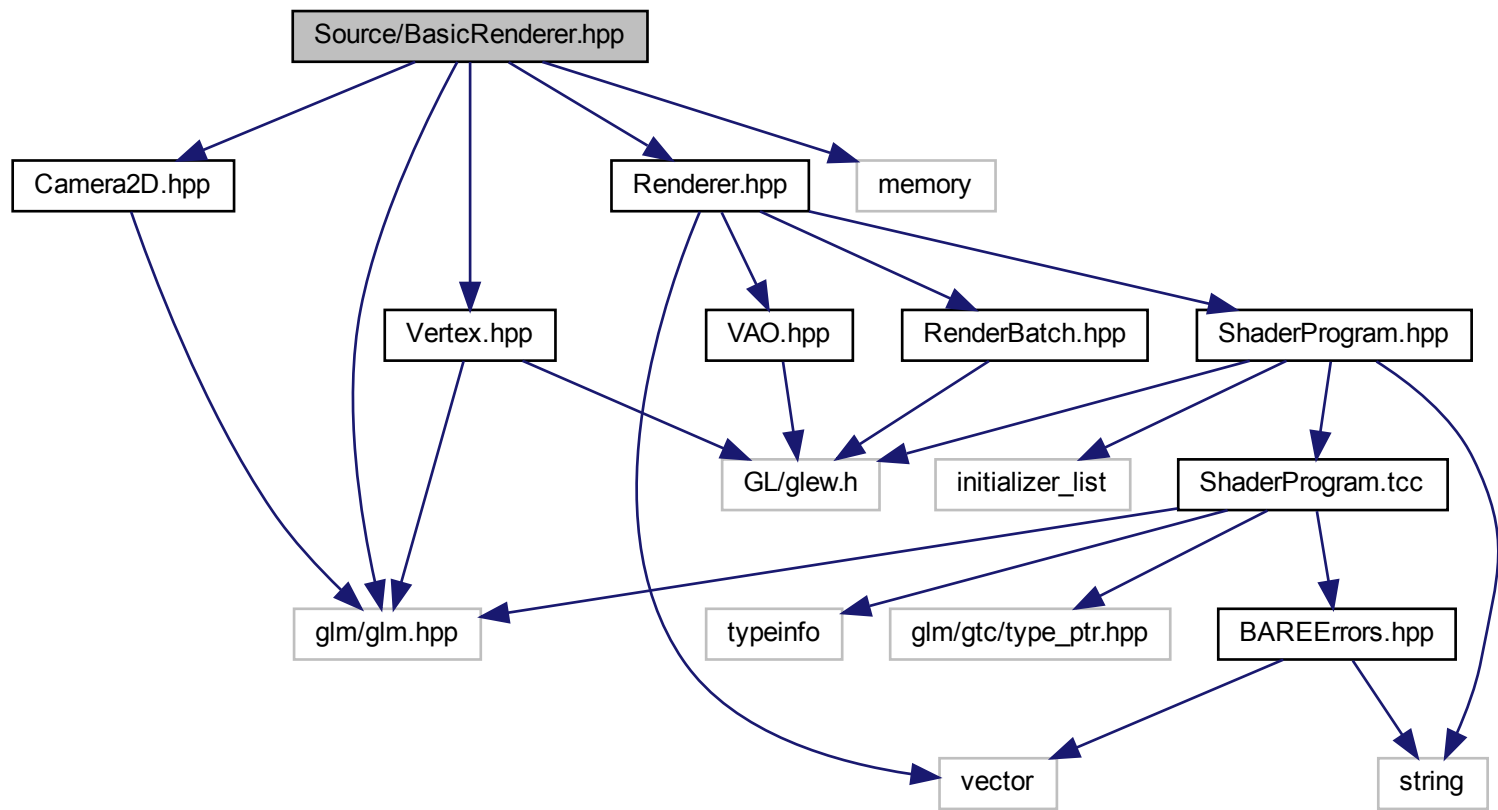 Source/BasicRenderer.hpp
Camera2D.hpp
Renderer.hpp
memory
Vertex.hpp
VAO.hpp
RenderBatch.hpp
ShaderProgram.hpp
GL/glew.h
initializer_list
ShaderProgram.tcc
glm/glm.hpp
typeinfo
glm/gtc/type_ptr.hpp
BAREErrors.hpp
vector
string